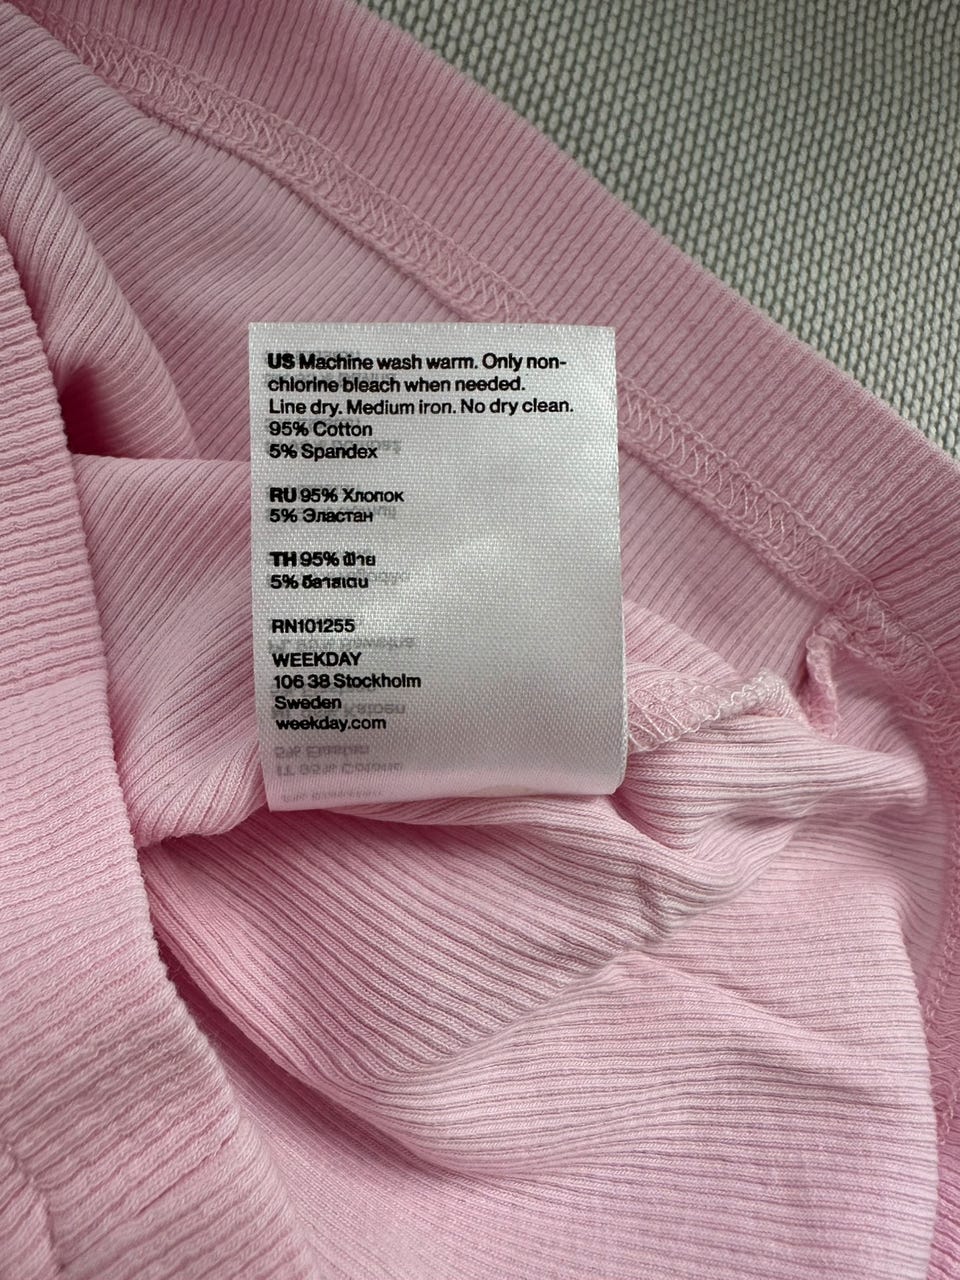 US Machine wash warm. Only non-
chlorine bleach when needed.
Line dry. Medium iron. No dry clean.
95% Cotton
5% Spandex
RU 95% Хлопок
5% Эластан
TH 95% ฝ้าย
5% อีลาสเตน
RN101255
WEEKDAY
106 38 Stockholm
Sweden
weekday.com